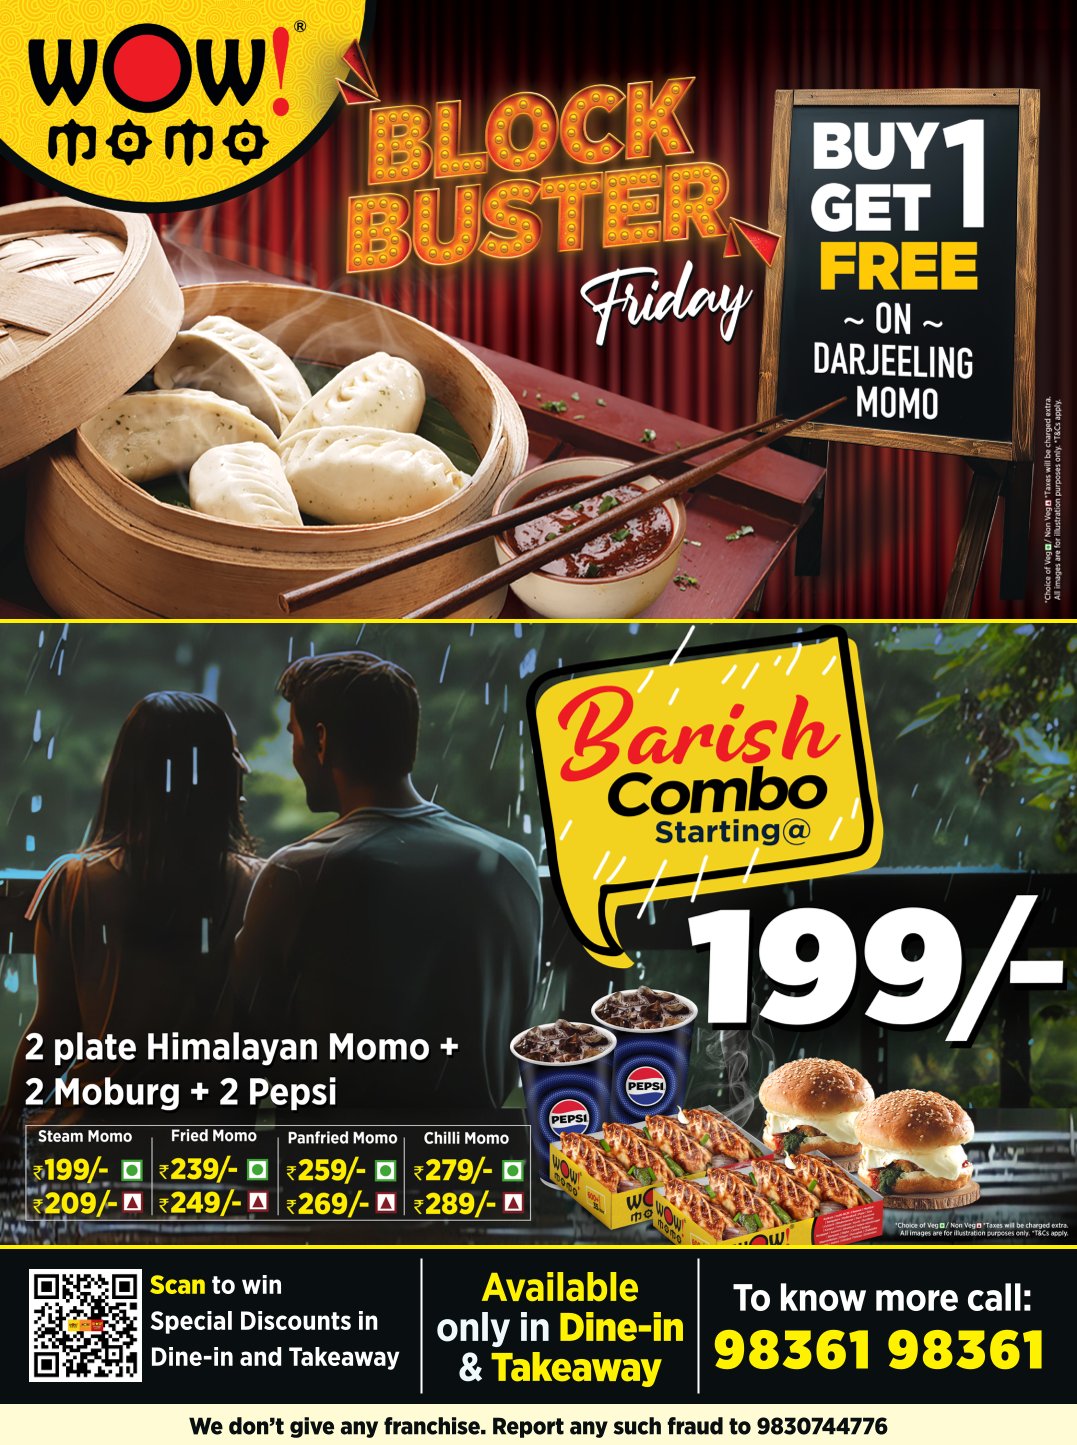 WOW!®
MOMO
BLOCK
BUSTER
Friday
BUY 1
GET
FREE
~ ON ~
DARJEELING
MOMO
*Choice of Veg / Non Veg *Taxes will be charged extra.
All images are for illustration purposes only. *T&Cs apply.
Barish
Combo
Starting@
199/-
2 plate Himalayan Momo +
2 Moburg + 2 Pepsi
Steam Momo Fried Momo Panfried Momo Chilli Momo
₹199/- ₹239/- ₹259/- ₹279/-
₹209/- ₹249/- ₹269/- ₹289/-
PEPSI
PEPSI
WOW!
MOMO
WOW!
MOMO
WOW!
*Choice of Veg / Non Veg *Taxes will be charged extra.
All images are for illustration purposes only. *T&Cs apply.
Scan to win
Special Discounts in
Dine-in and Takeaway
Available
only in Dine-in
& Takeaway
To know more call:
98361 98361
We don't give any franchise. Report any such fraud to 9830744776